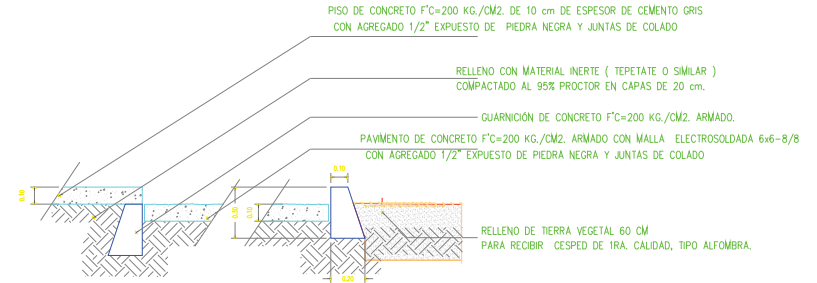 PISO DE CONCRETO F'C=200 KG./CM2. DE 10 cm DE ESPESOR DE CEMENTO GRIS
CON AGREGADO 1/2" EXPUESTO DE PIEDRA NEGRA Y JUNTAS DE COLADO
RELLENO CON MATERIAL INERTE ( TEPETATE O SIMILAR )
COMPACTADO AL 95% PROCTOR EN CAPAS DE 20 cm.
GUARNICIÓN DE CONCRETO F'C=200 KG./CM2. ARMADO.
PAVIMENTO DE CONCRETO F'C=200 KG./CM2. ARMADO CON MALLA ELECTROSOLDADA 6x6-8/8
CON AGREGADO 1/2" EXPUESTO DE PIEDRA NEGRA Y JUNTAS DE COLADO
0.10
0.10
0.30
0.10
RELLENO DE TIERRA VEGETAL 60 CM
PARA RECIBIR CESPED DE 1RA. CALIDAD, TIPO ALFOMBRA.
0.20